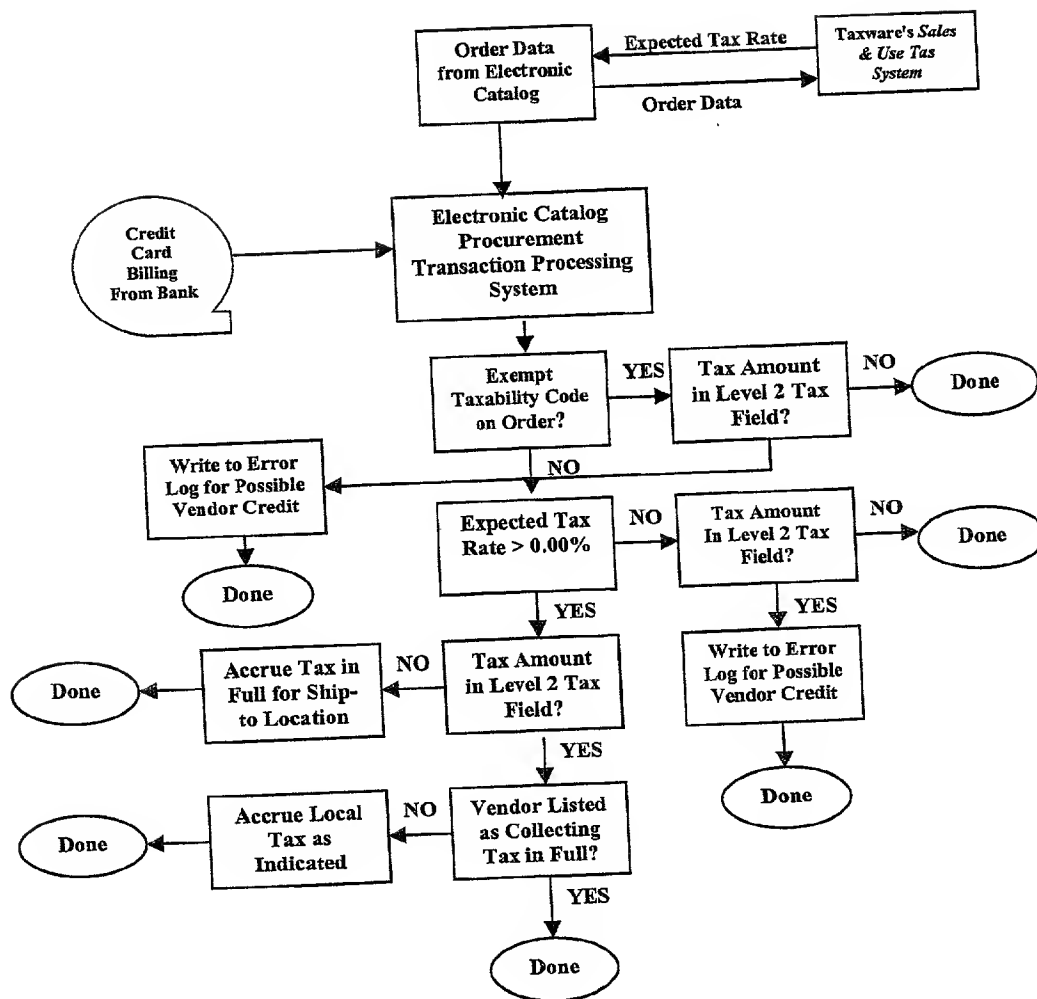 Order Data
from Electronic
Catalog
Expected Tax Rate
Order Data
Taxware's Sales
& Use Tas
System
Credit
Card
Billing
From Bank
Electronic Catalog
Procurement
Transaction Processing
System
Exempt
Taxability Code
on Order?
YES
Tax Amount
in Level 2 Tax
Field?
NO
Done
NO
Write to Error
Log for Possible
Vendor Credit
Done
Expected Tax
Rate > 0.00%
NO
Tax Amount
In Level 2 Tax
Field?
NO
Done
YES
Write to Error
Log for Possible
Vendor Credit
Done
YES
Tax Amount
in Level 2 Tax
Field?
NO
Accrue Tax in
Full for Ship-
to Location
Done
YES
Vendor Listed
as Collecting
Tax in Full?
NO
Accrue Local
Tax as
Indicated
Done
YES
Done